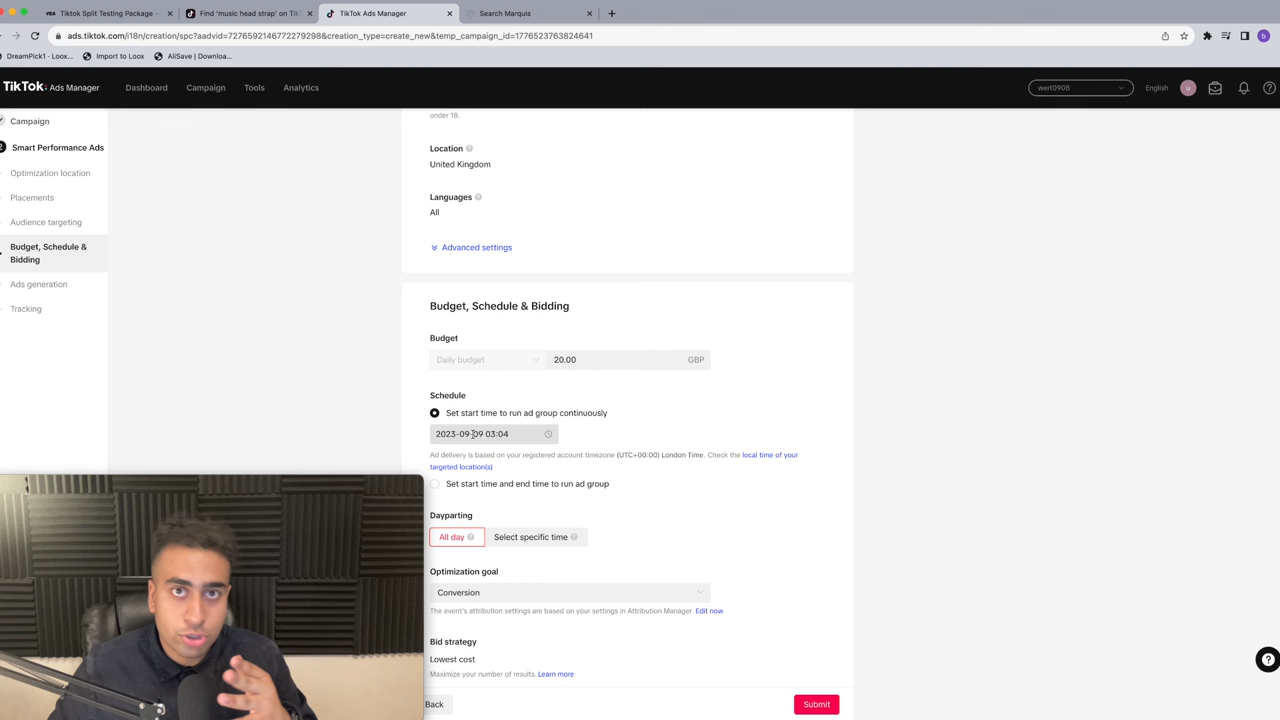 VEA Tiktok Split Testing Package –
Find 'music head strap' on Tik
TikTok Ads Manager
Search Marquis
ads.tiktok.com/i18n/creation/spc?aadvid=7276592146772279298&creation_type=create_new&temp_campaign_id=1776523763824641
b
DreamPick1 - Loox...
Import to Loox
AliSave | Downloa...
TikTok: Ads Manager
Dashboard
Campaign
Tools
Analytics
wert0908
English
u
Campaign
2 Smart Performance Ads
Optimization location
Placements
Audience targeting
Budget, Schedule &
Bidding
Ads generation
Tracking
under 18.
Location
United Kingdom
Languages
All
Advanced settings
Budget, Schedule & Bidding
Budget
Daily budget
20.00
GBP
Schedule
Set start time to run ad group continuously
2023-09-09 03:04
Ad delivery is based on your registered account timezone (UTC+00:00) London Time. Check the local time of your
targeted location(s)
Set start time and end time to run ad group
Dayparting
All day
Select specific time
Optimization goal
Conversion
The event's attribution settings are based on your settings in Attribution Manager Edit now
Bid strategy
Lowest cost
Maximize your number of results. Learn more
Back
Submit